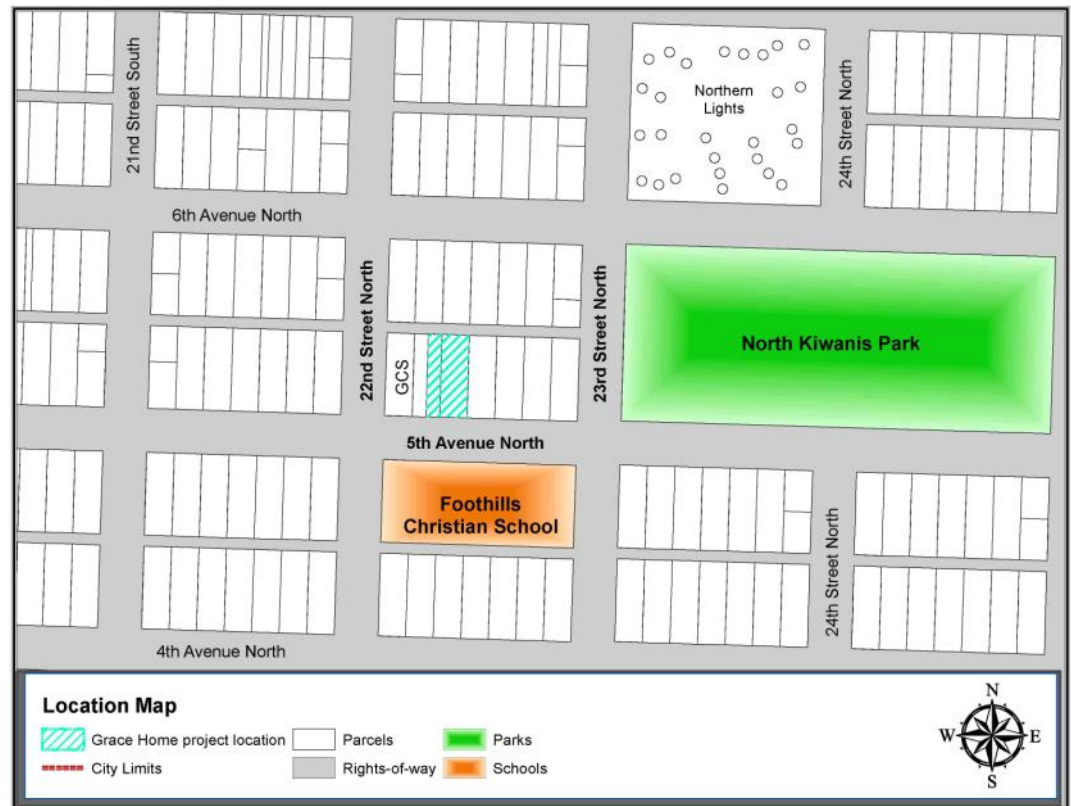 21nd Street South
Northern
Lights
24th Street North
6th Avenue North
22nd Street North
23rd Street North
North Kiwanis Park
GCS
5th Avenue North
Foothills
Christian School
24th Street North
4th Avenue North
Location Map
Grace Home project location
Parcels
Parks
City Limits
Rights-of-way
Schools
N
W
E
S